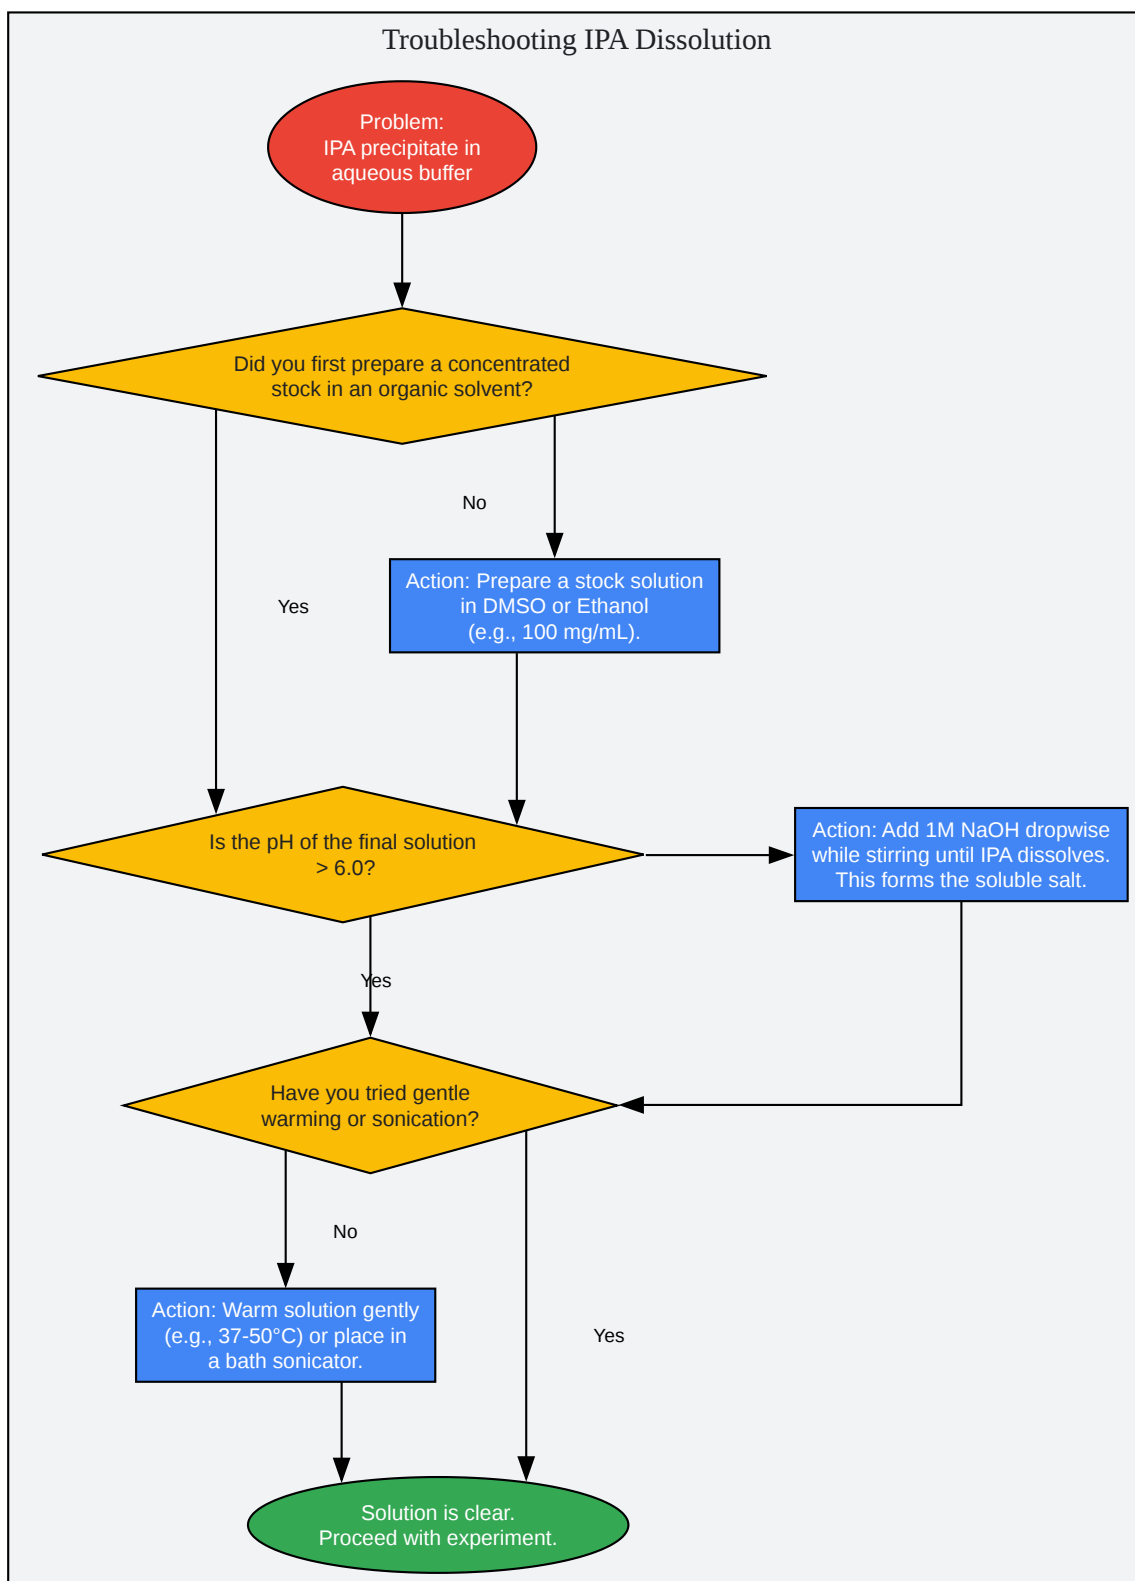 Troubleshooting IPA Dissolution
Problem:
IPA precipitate in
aqueous buffer
Did you first prepare a concentrated
stock in an organic solvent?
No
Action: Prepare a stock solution
in DMSO or Ethanol
(e.g., 100 mg/mL).
Yes
Is the pH of the final solution
> 6.0?
Action: Add 1M NaOH dropwise
while stirring until IPA dissolves.
This forms the soluble salt.
Yes
Have you tried gentle
warming or sonication?
No
Action: Warm solution gently
(e.g., 37-50°C) or place in
a bath sonicator.
Yes
Solution is clear.
Proceed with experiment.